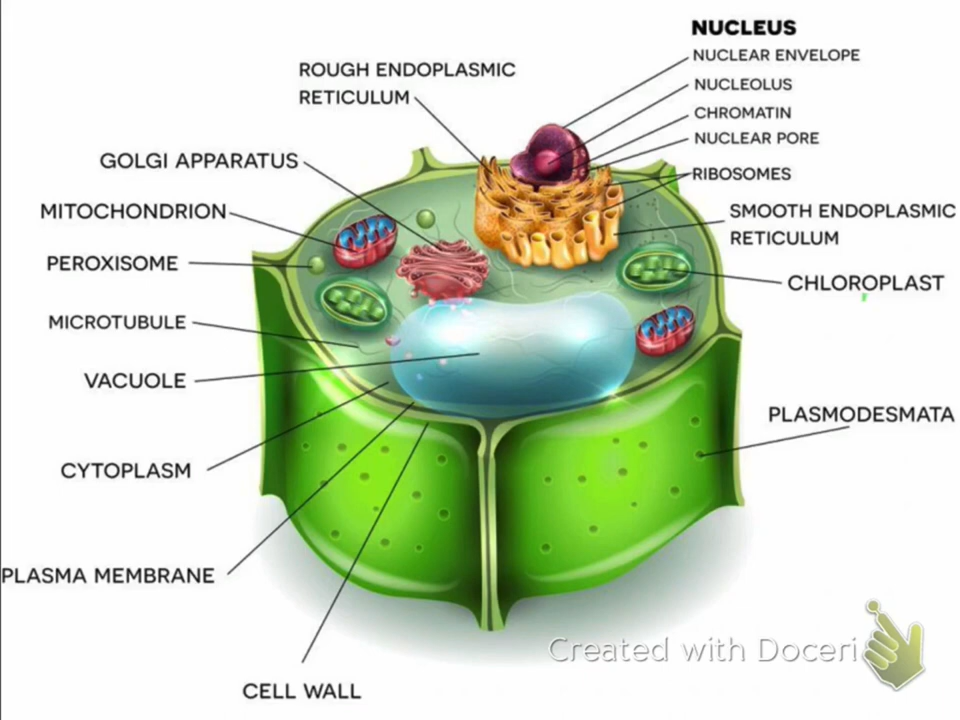 NUCLEUS
NUCLEAR ENVELOPE
NUCLEOLUS
CHROMATIN
NUCLEAR PORE
RIBOSOMES
SMOOTH ENDOPLASMIC
RETICULUM
CHLOROPLAST
PLASMODESMATA
ROUGH ENDOPLASMIC
RETICULUM
GOLGI APPARATUS
MITOCHONDRION
PEROXISOME
MICROTUBULE
VACUOLE
CYTOPLASM
PLASMA MEMBRANE
CELL WALL
Created with Doceri